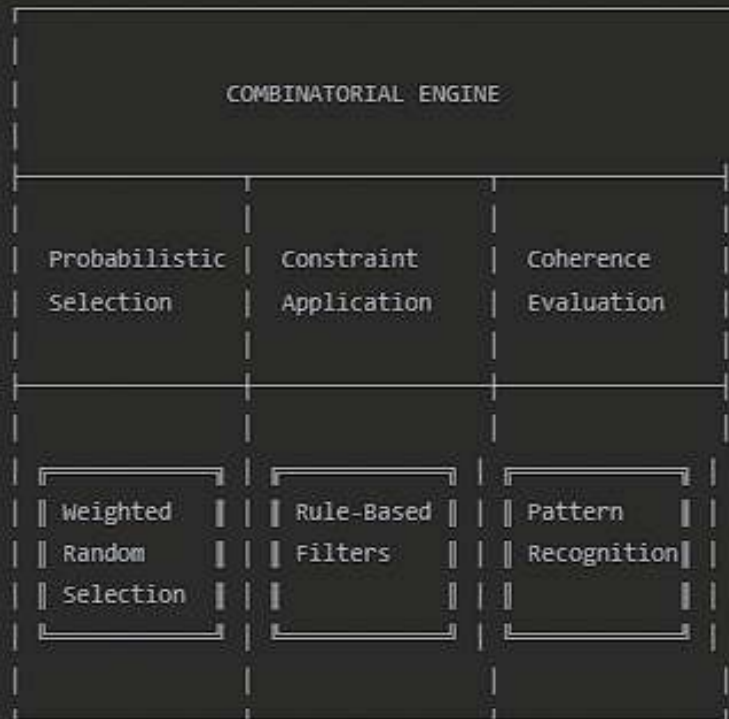 COMBINATORIAL ENGINE
Probabilistic Constraint Coherence
Selection Application Evaluation
Weighted Rule-Based Pattern
Random Filters Recognition
Selection